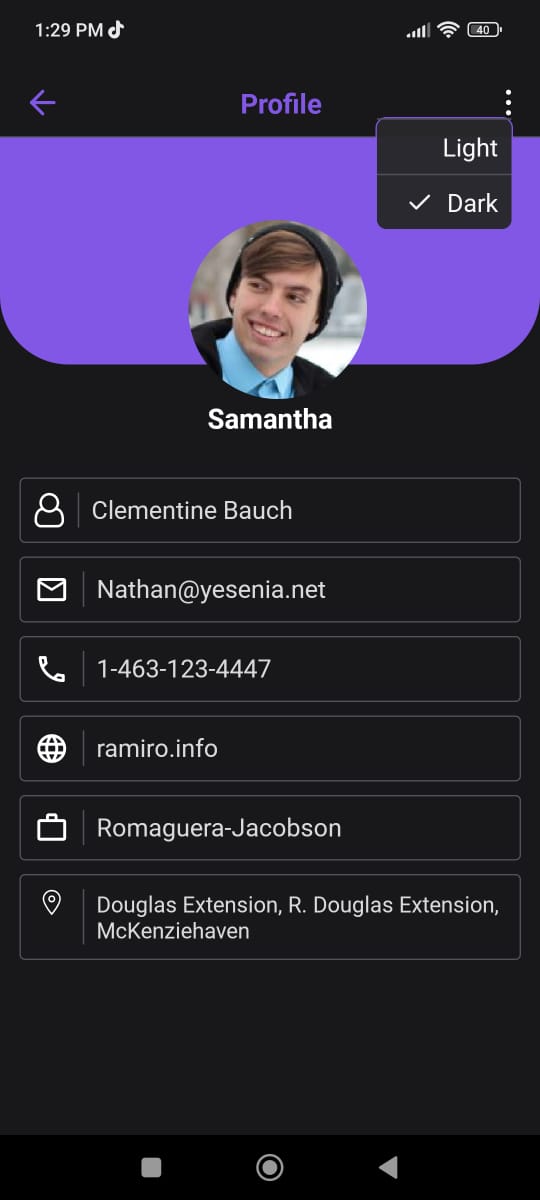 1:29 PM
40
Profile
Light
Dark
Samantha
Clementine Bauch
Nathan@yesenia.net
1-463-123-4447
ramiro.info
Romaguera-Jacobson
Douglas Extension, R. Douglas Extension,
McKenziehaven